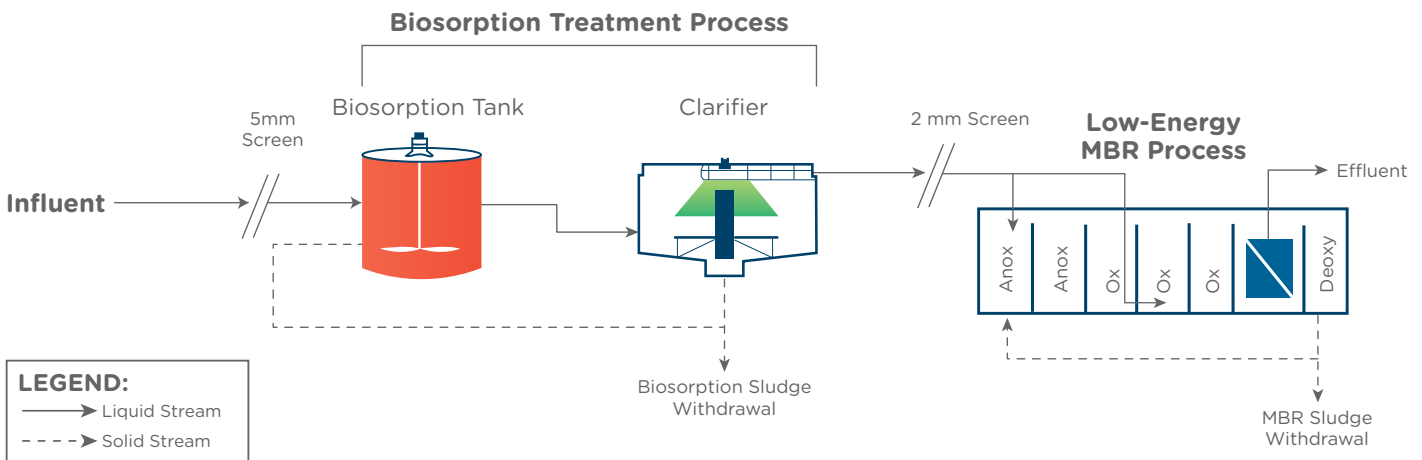 Biosorption Treatment Process
Biosorption Tank
Clarifier
5mm
Screen
2 mm Screen
Low-Energy
MBR Process
Influent
Effluent
Anox
Anox
Ox
Ox
Ox
Deoxy
Biosorption Sludge
Withdrawal
MBR Sludge
Withdrawal
LEGEND:
Liquid Stream
Solid Stream